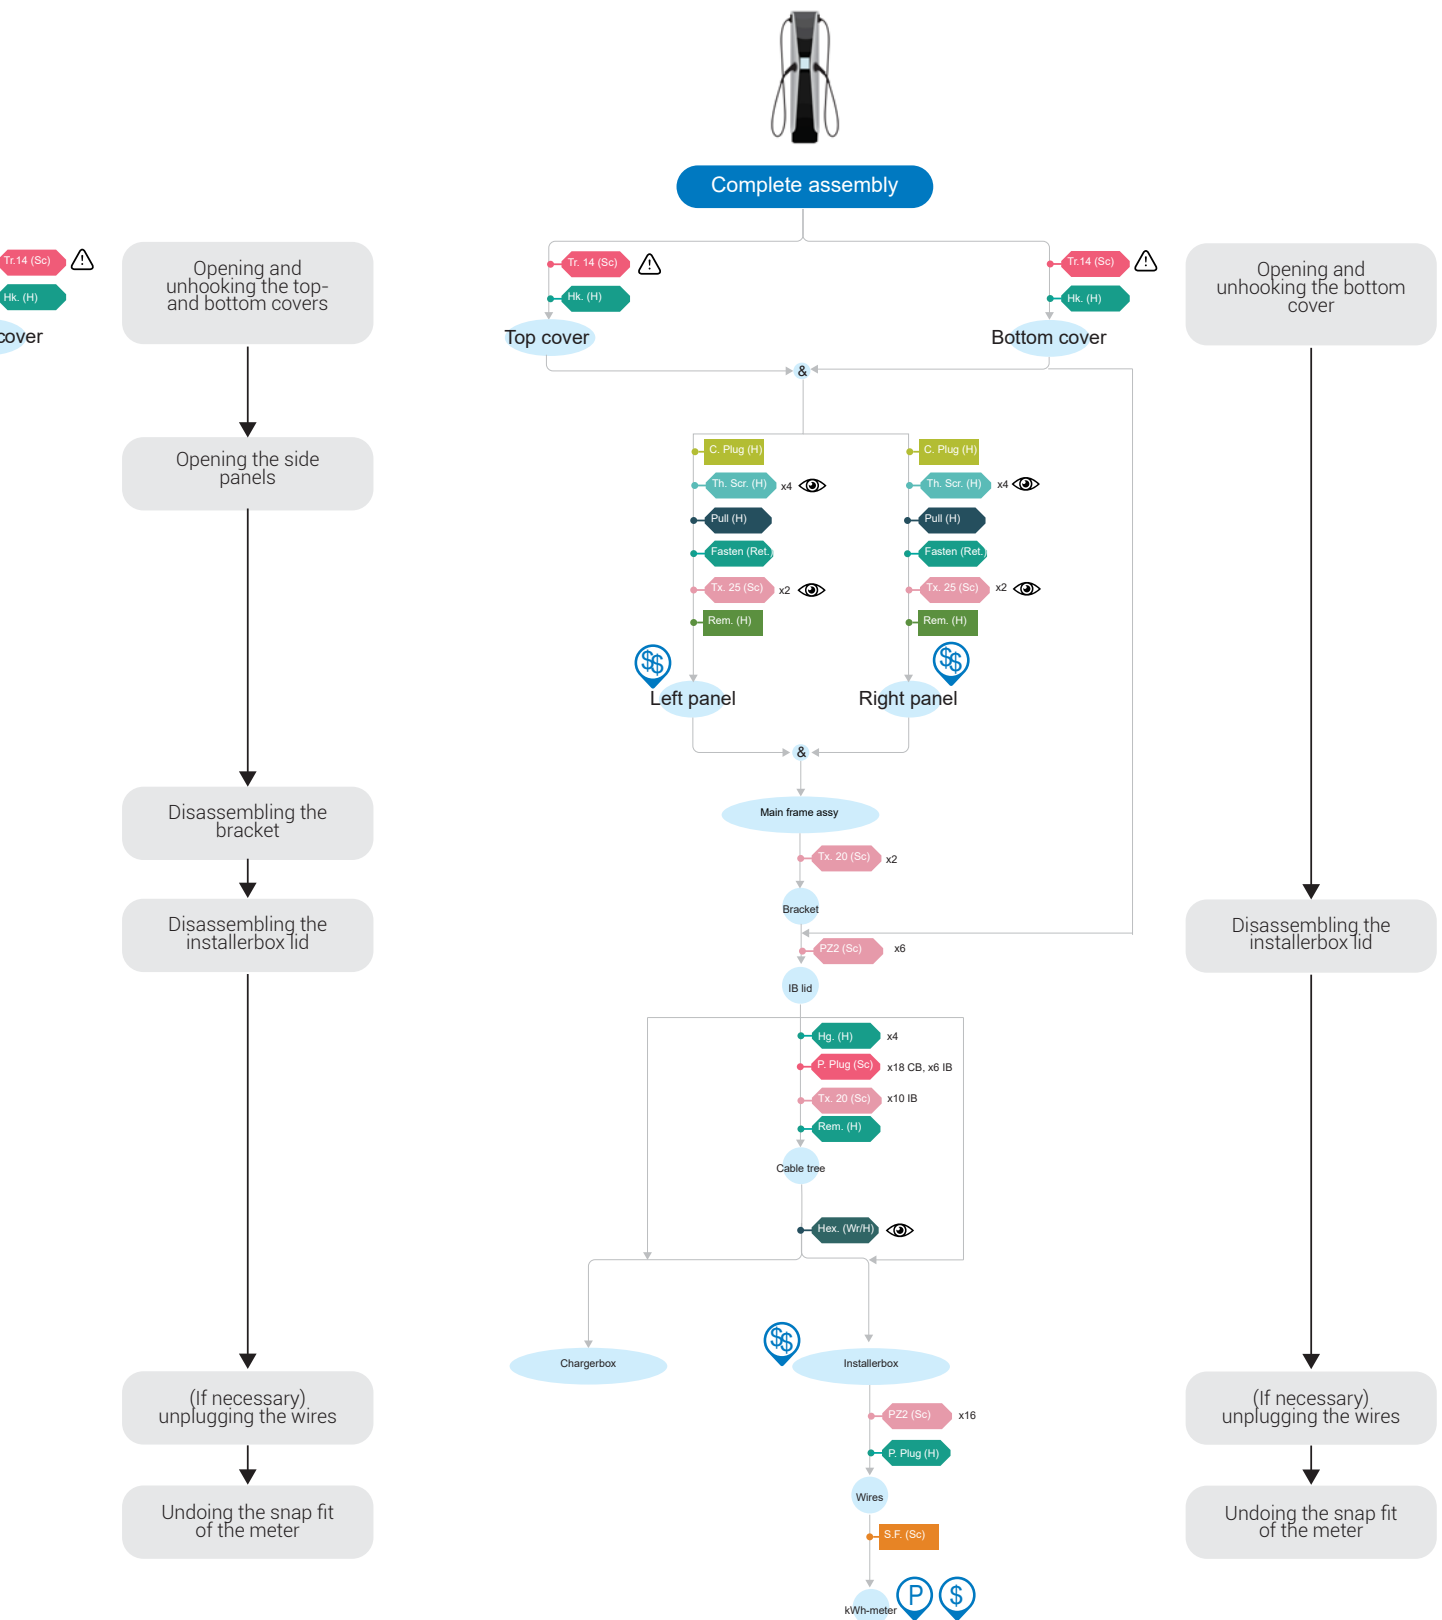 Complete assembly
Tr.14 (Sc)
Hk. (H)
cover
Opening and
unhooking the top-
and bottom covers
Opening the side
panels
Disassembling the
bracket
Disassembling the
installerbox lid
(If necessary)
unplugging the wires
Undoing the snap fit
of the meter
Tr. 14 (Sc)
Hk. (H)
Top cover
Tr.14 (Sc)
Hk. (H)
Bottom cover
&
C. Plug (H)
Th. Scr. (H) x4
Pull (H)
Fasten (Ret.)
Tx. 25 (Sc) x2
Rem. (H)
$$
Left panel
C. Plug (H)
Th. Scr. (H) x4
Pull (H)
Fasten (Ret.)
Tx. 25 (Sc) x2
Rem. (H)
$$
Right panel
&
Main frame assy
Tx. 20 (Sc) x2
Bracket
PZ2 (Sc) x6
IB lid
Hg. (H) x4
P. Plug (Sc) x18 CB, x6 IB
Tx. 20 (Sc) x10 IB
Rem. (H)
Cable tree
Hex. (Wr/H)
Chargerbox
$$
Installerbox
PZ2 (Sc) x16
P. Plug (H)
Wires
S.F. (Sc)
kWh-meter
P
$
Opening and
unhooking the bottom
cover
Disassembling the
installerbox lid
(If necessary)
unplugging the wires
Undoing the snap fit
of the meter